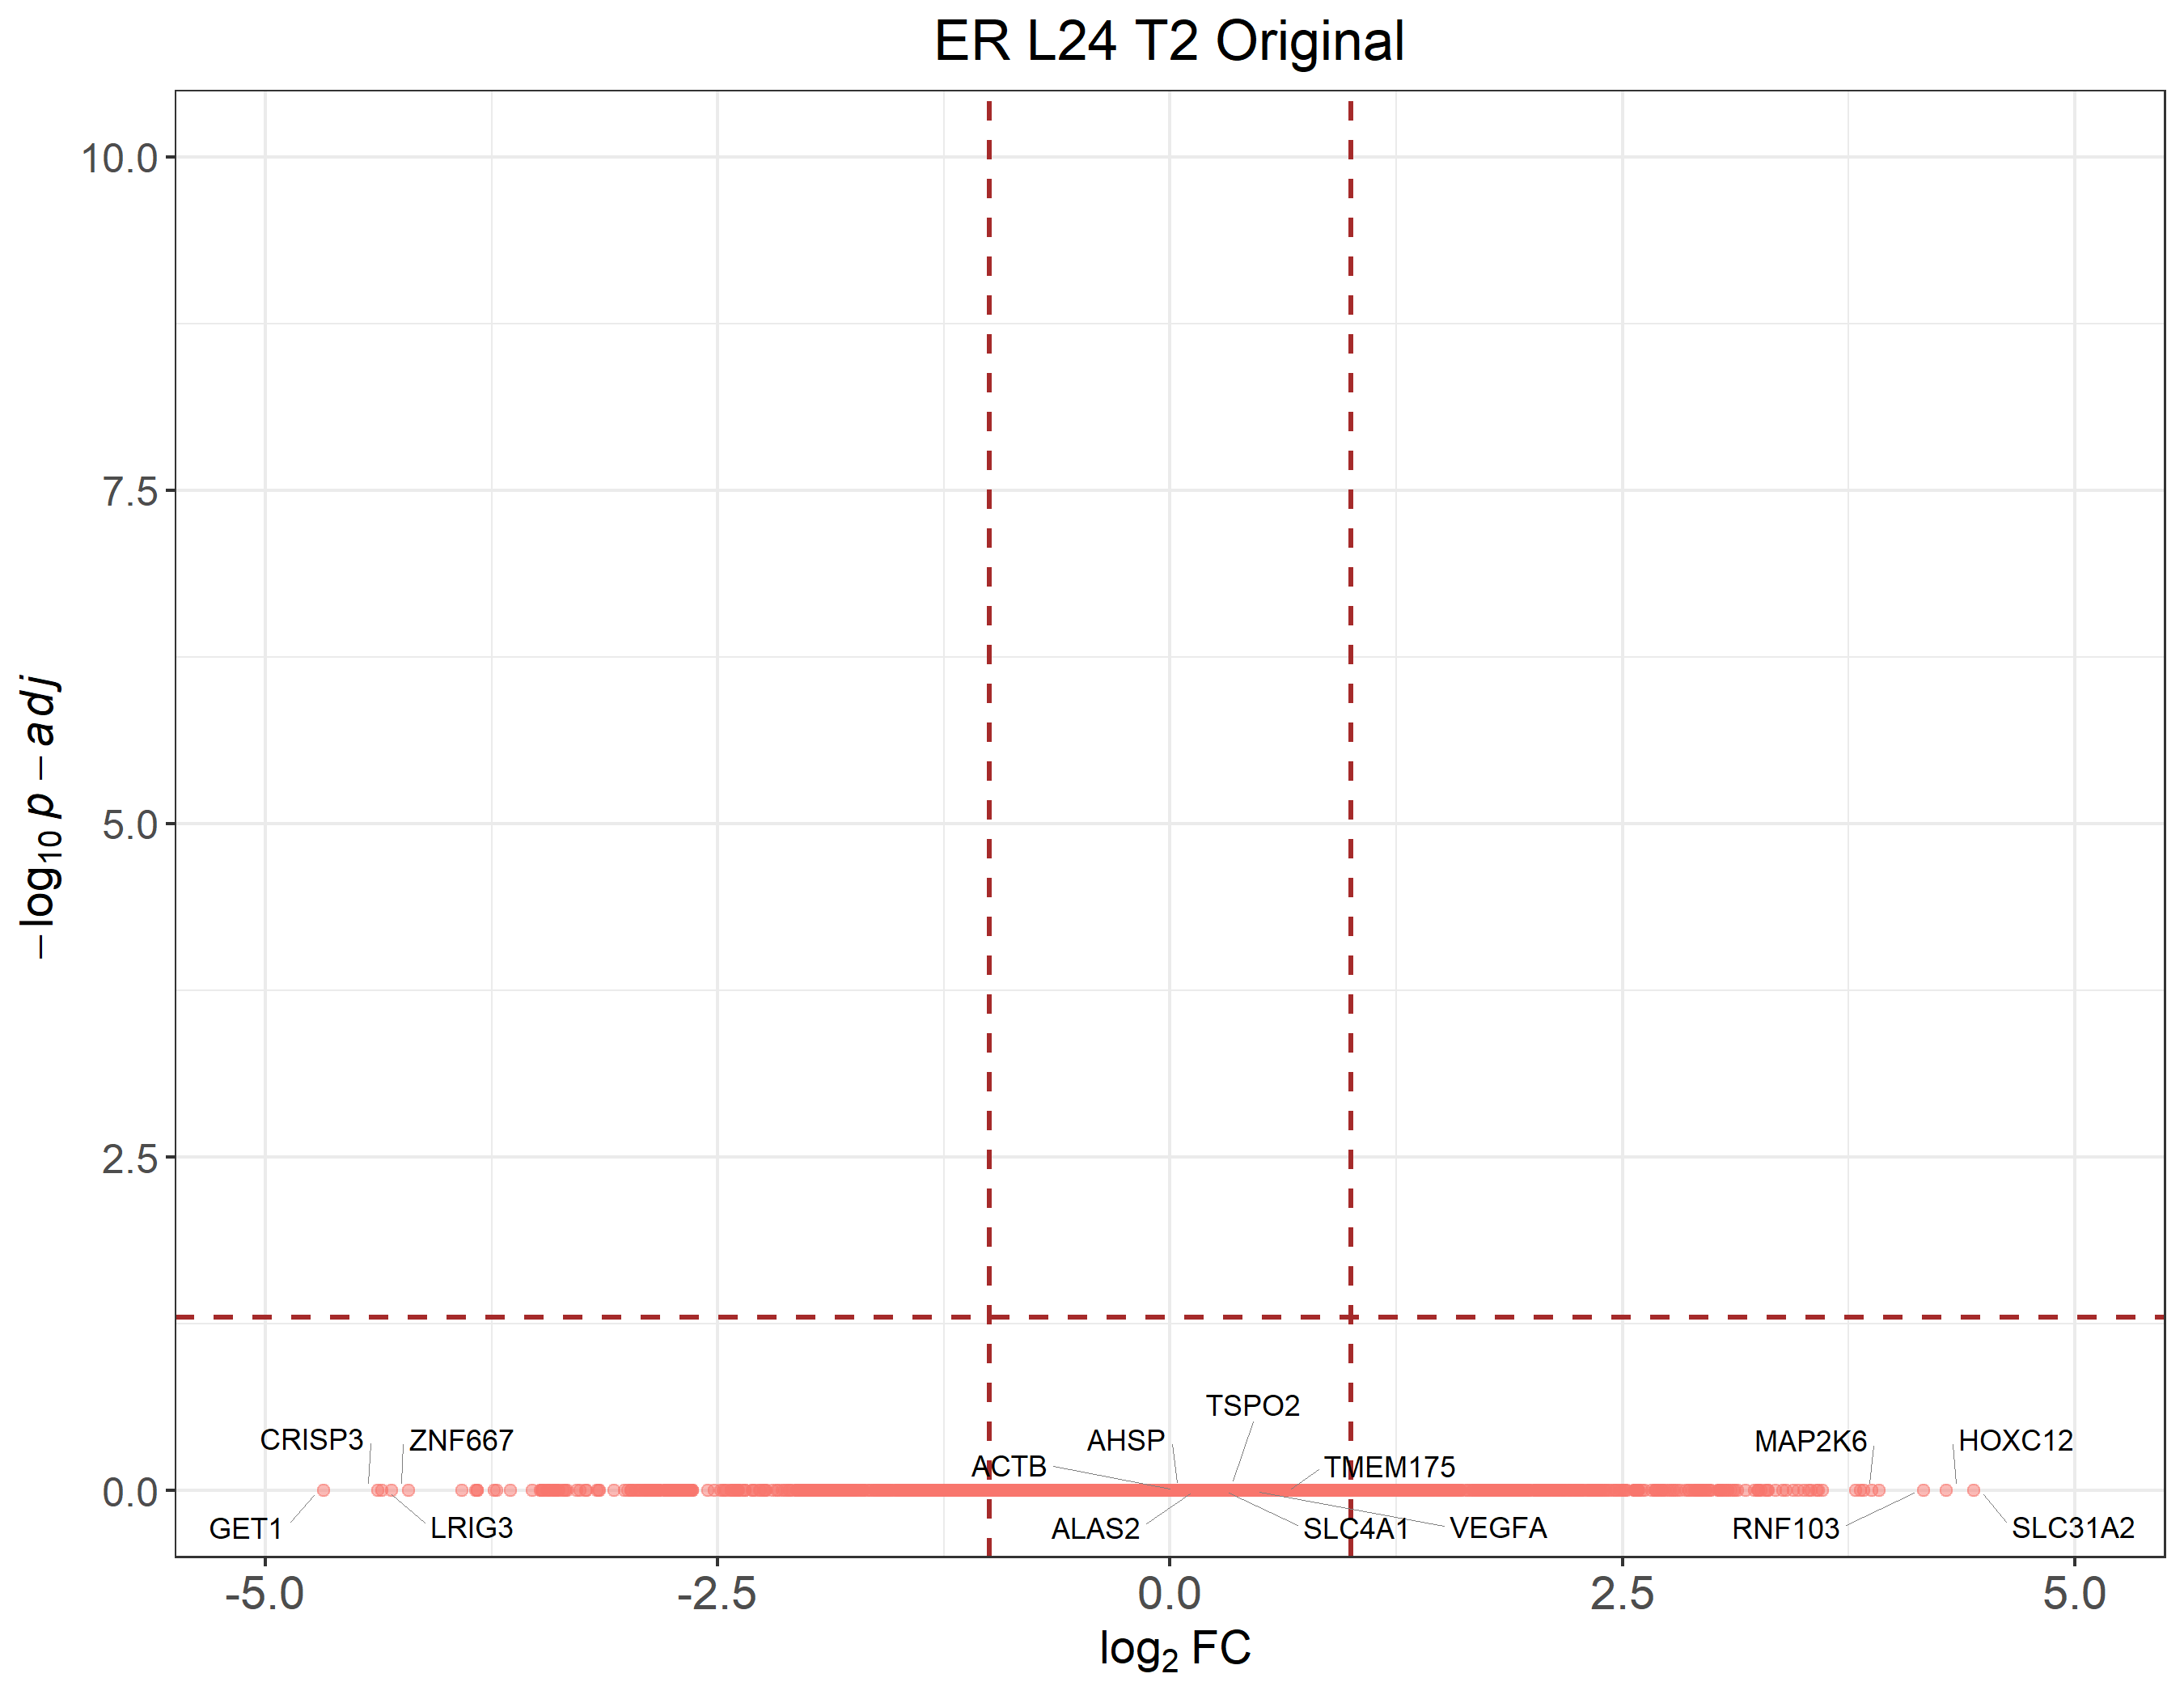 ER L24 T2 Original
10.0
7.5
5.0
2.5
0.0
−log10 p − adj
TSPO2
CRISP3
ZNF667
AHSP
MAP2K6
HOXC12
ACTB
TMEM175
GET1
LRIG3
ALAS2
SLC4A1
VEGFA
RNF103
SLC31A2
-5.0
-2.5
0.0
2.5
5.0
log2 FC